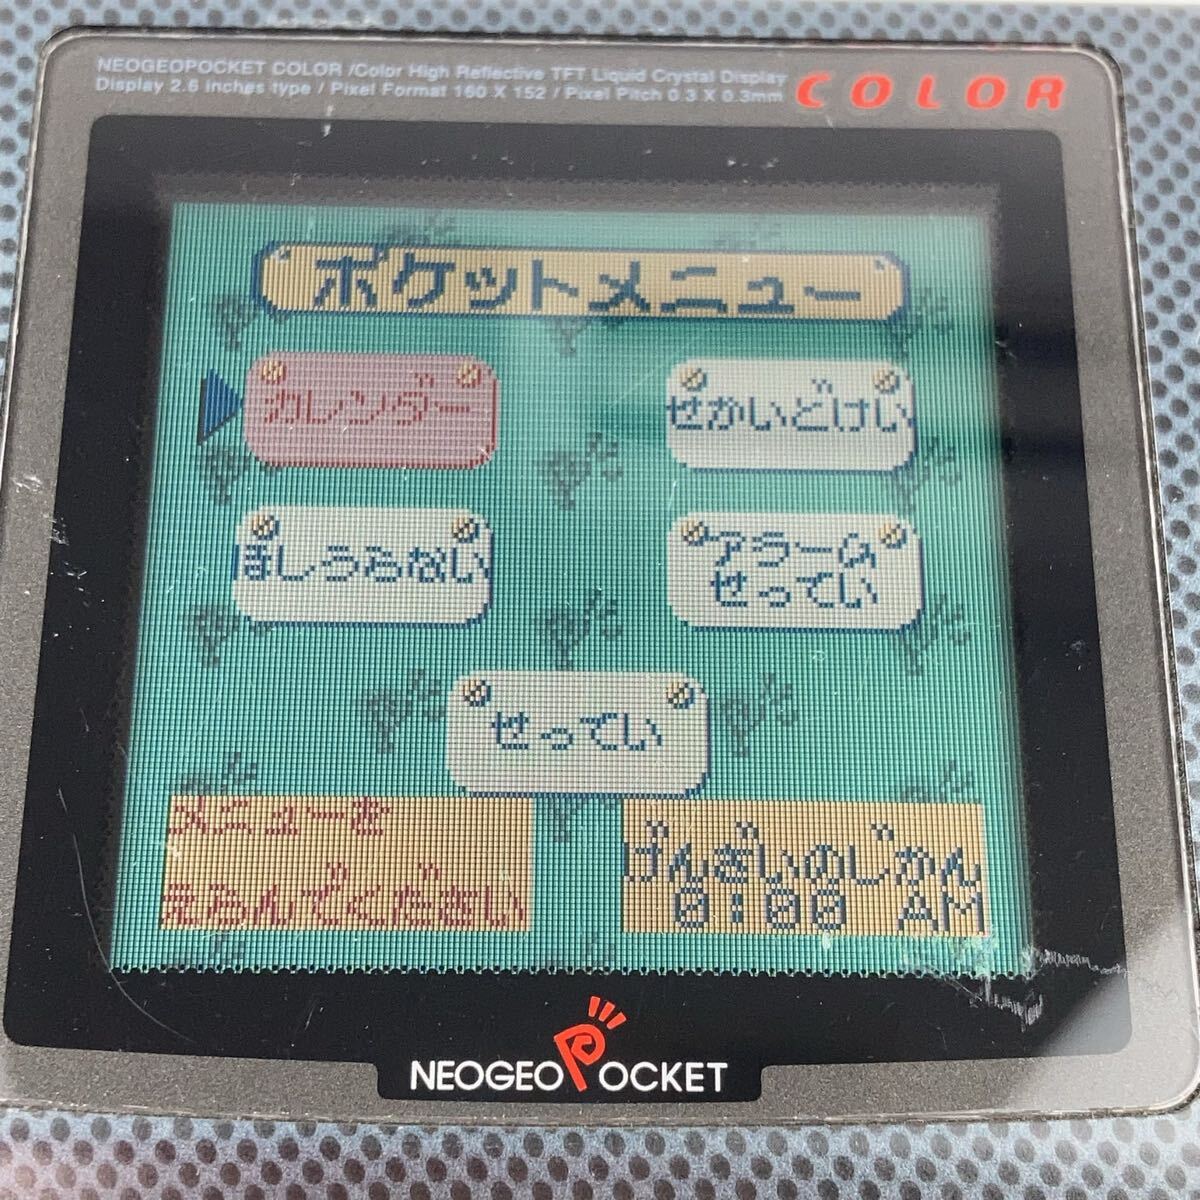 NEOGEOPOCKET COLOR /Color High Reflective TFT Liquid Crystal Display
Display 2.6 inches type / Pixel Format 160 X 152 / Pixel Pitch 0.3 X 0.3mm
COLOR
ポケットメニュー
カレンダー
せかいどけい
ほしうらない
アラーム
せってい
せってい
メニューを
えらんでください
げんざいのじかん
0:00 AM
NEOGEO POCKET